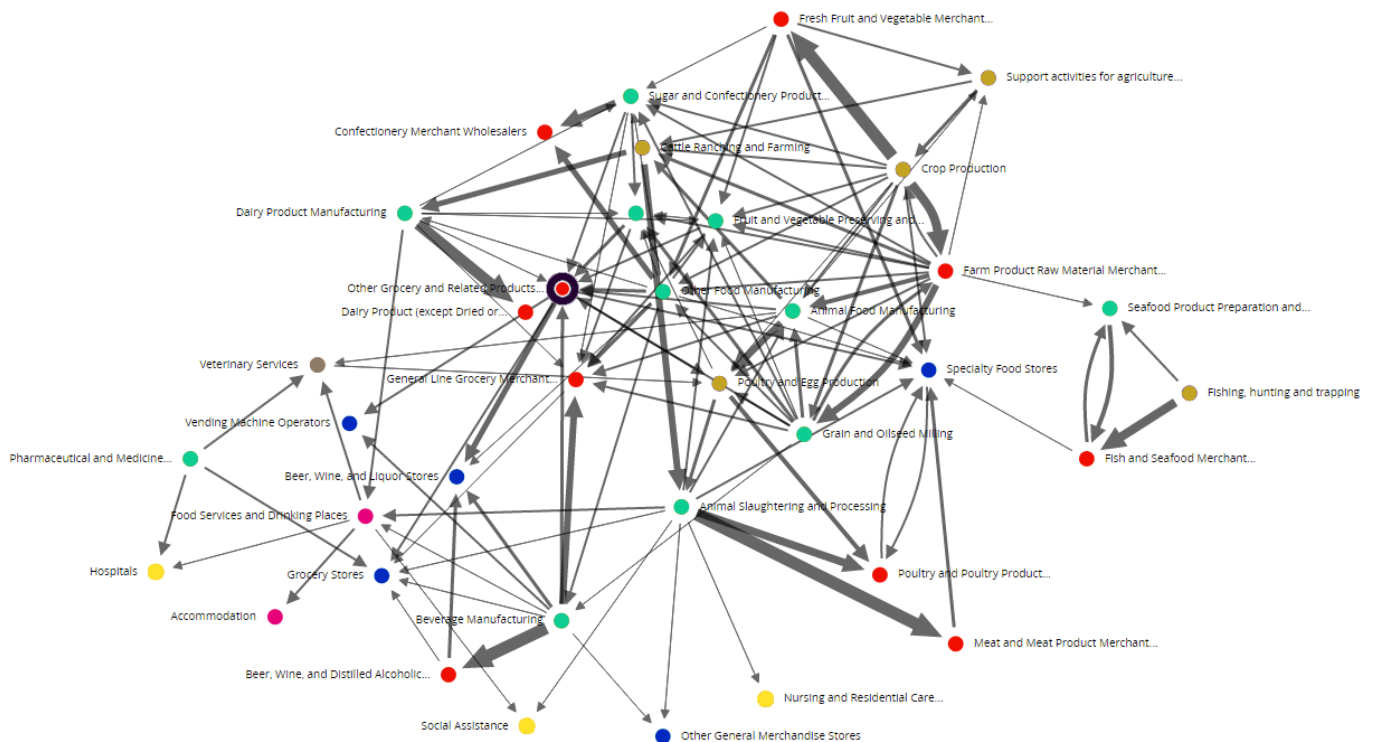 Fresh Fruit and Vegetable Merchant...
Support activities for agriculture...
Sugar and Confectionery Product...
Confectionery Merchant Wholesalers
Cattle Ranching and Farming
Crop Production
Dairy Product Manufacturing
Fruit and Vegetable Preserving and...
Farm Product Raw Material Merchant...
Other Grocery and Related Products...
Other Food Manufacturing
Dairy Product (except Dried or...
Animal Food Manufacturing
Seafood Product Preparation and...
Veterinary Services
General Line Grocery Merchant...
Poultry and Egg Production
Specialty Food Stores
Fishing, hunting and trapping
Vending Machine Operators
Grain and Oilseed Milling
Pharmaceutical and Medicine...
Fish and Seafood Merchant...
Beer, Wine, and Liquor Stores
Animal Slaughtering and Processing
Food Services and Drinking Places
Hospitals
Grocery Stores
Poultry and Poultry Product...
Accommodation
Beverage Manufacturing
Meat and Meat Product Merchant...
Beer, Wine, and Distilled Alcoholic...
Nursing and Residential Care...
Social Assistance
Other General Merchandise Stores